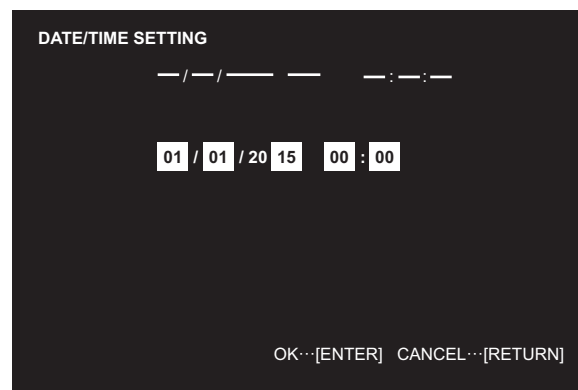 DATE/TIME SETTING
—/—/—— —— —:—:—
01 / 01 / 20 15 00 : 00
OK···[ENTER] CANCEL···[RETURN]